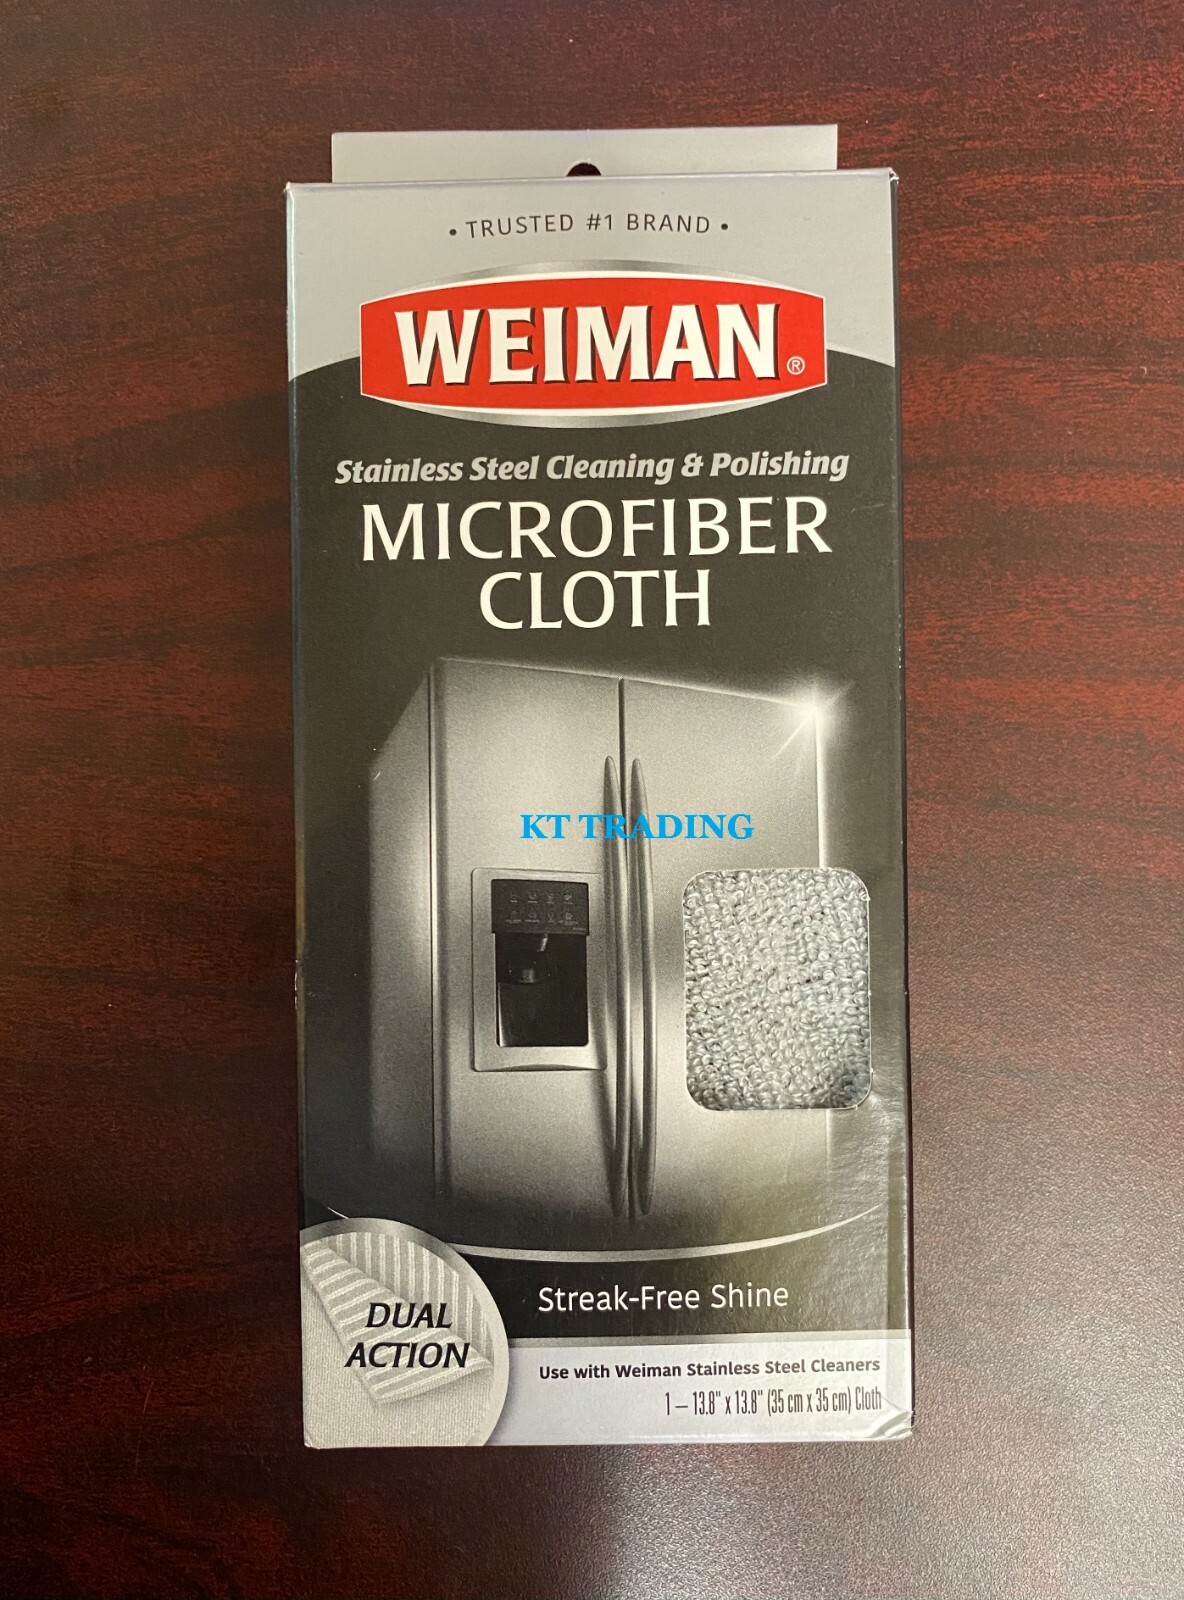 • TRUSTED #1 BRAND •
WEIMAN®
Stainless Steel Cleaning & Polishing
MICROFIBER
CLOTH
KT TRADING
DUAL
ACTION
Streak-Free Shine
Use with Weiman Stainless Steel Cleaners
1 – 13.8" x 13.8" (35 cm x 35 cm) Cloth